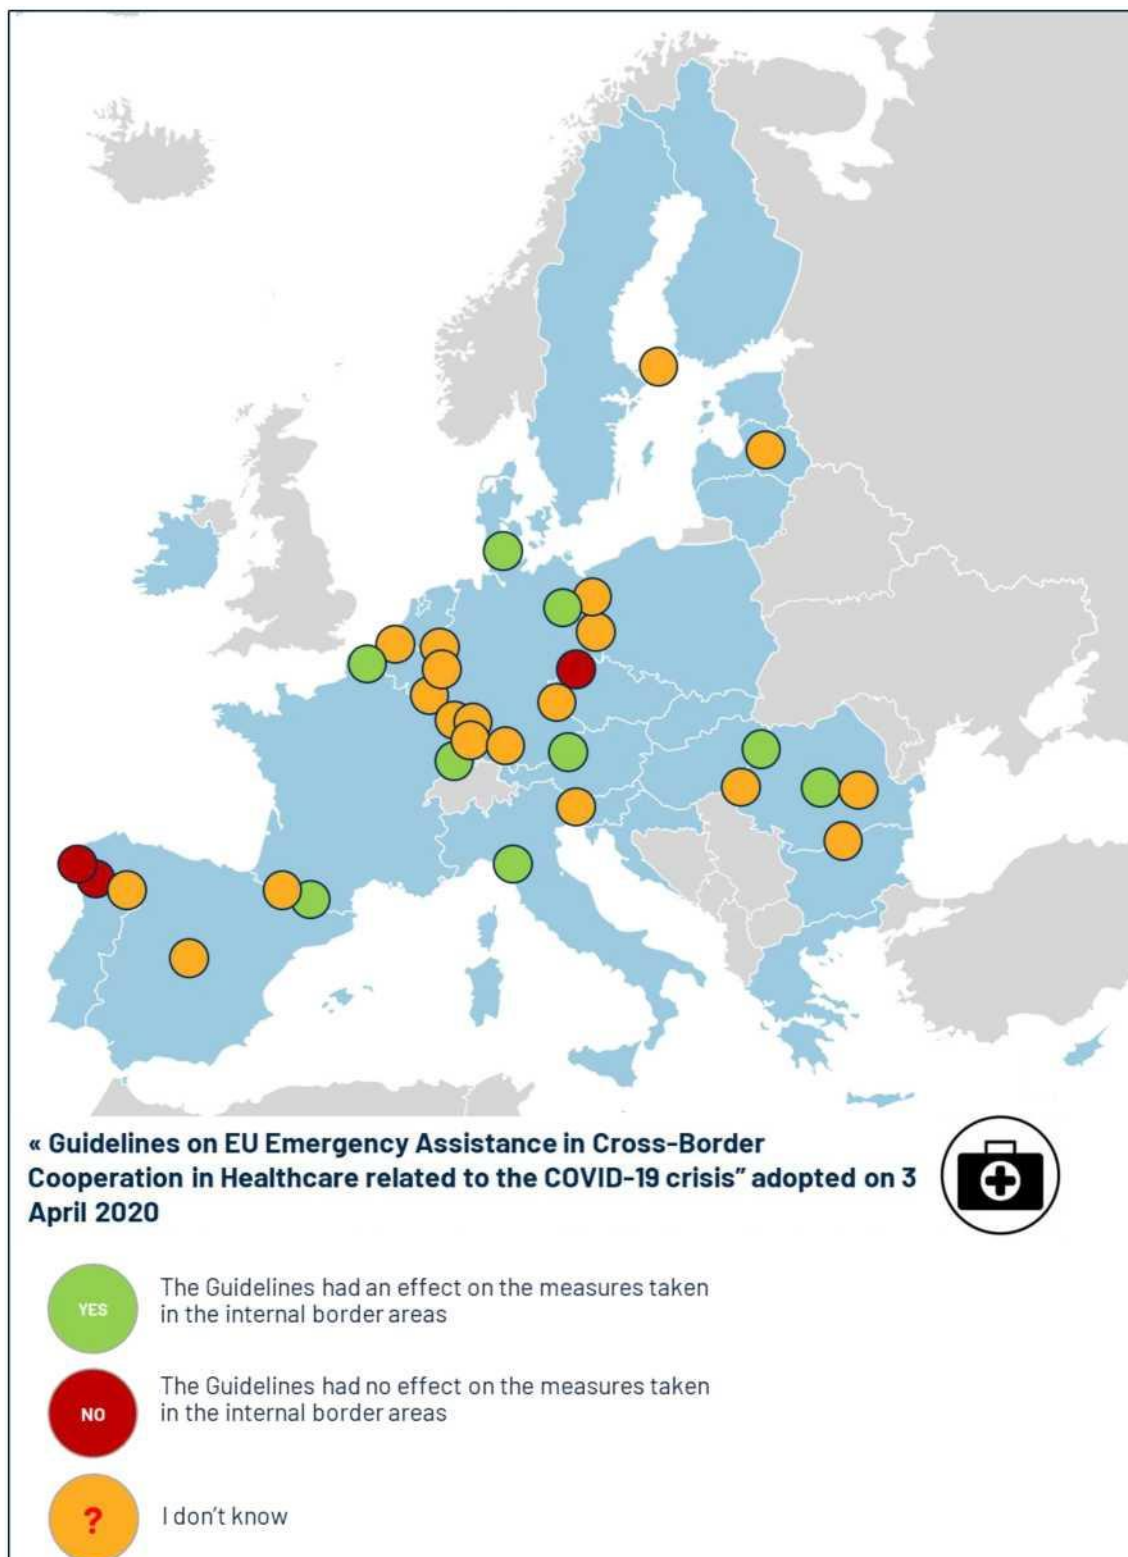 « Guidelines on EU Emergency Assistance in Cross-Border
Cooperation in Healthcare related to the COVID-19 crisis” adopted on 3
April 2020
YES
The Guidelines had an effect on the measures taken
in the internal border areas
NO
The Guidelines had no effect on the measures taken
in the internal border areas
?
I don't know